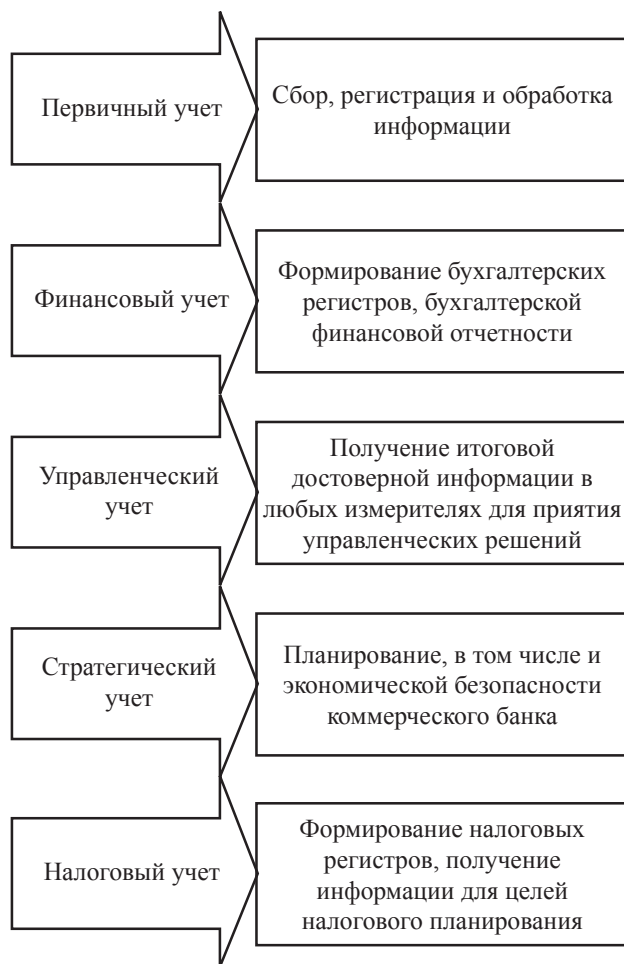 Первичный учет
Сбор, регистрация и обработка
информации
Финансовый учет
Формирование бухгалтерских
регистров, бухгалтерской
финансовой отчетности
Управленческий
учет
Получение итоговой
достоверной информации в
любых измерителях для приятия
управленческих решений
Стратегический
учет
Планирование, в том числе и
экономической безопасности
коммерческого банка
Налоговый учет
Формирование налоговых
регистров, получение
информации для целей
налогового планирования